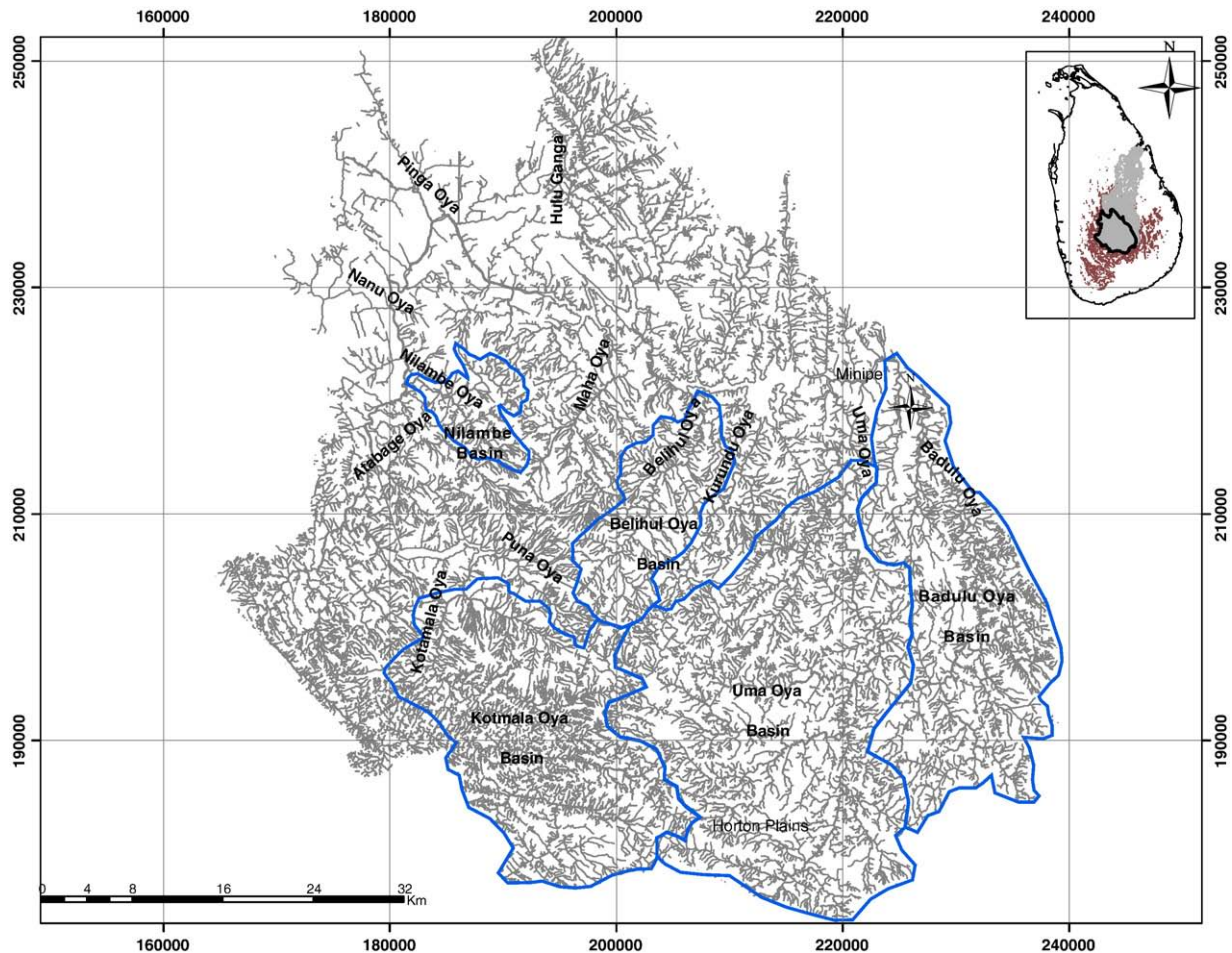 160000
180000
200000
220000
240000
250000
250000
N
Pinga Oya
Hulu Ganga
Nanu Oya
230000
230000
Nilambe Oya
Maha Oya
Minipe
N
Atabage Oya
Nilambe
Basin
Belihul Oya
Kurundu Oya
Uma Oya
Badulu Oya
210000
210000
Belihul Oya
Basin
Puna Oya
Kotamala Oya
Badulu Oya
Basin
Uma Oya
Basin
Kotmala Oya
Basin
190000
190000
Horton Plains
0 4 8 16 24 32
Km
160000
180000
200000
220000
240000